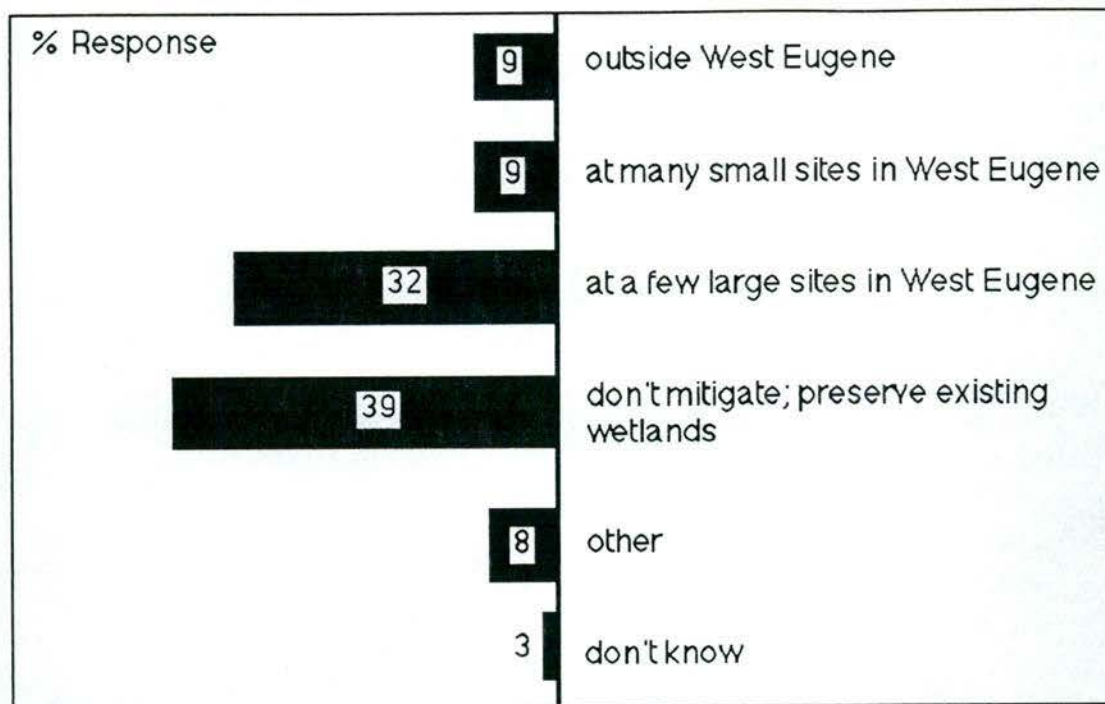 % Response
9 outside West Eugene
9 at many small sites in West Eugene
32 at a few large sites in West Eugene
39 don't mitigate; preserve existing
wetlands
8 other
3 don't know